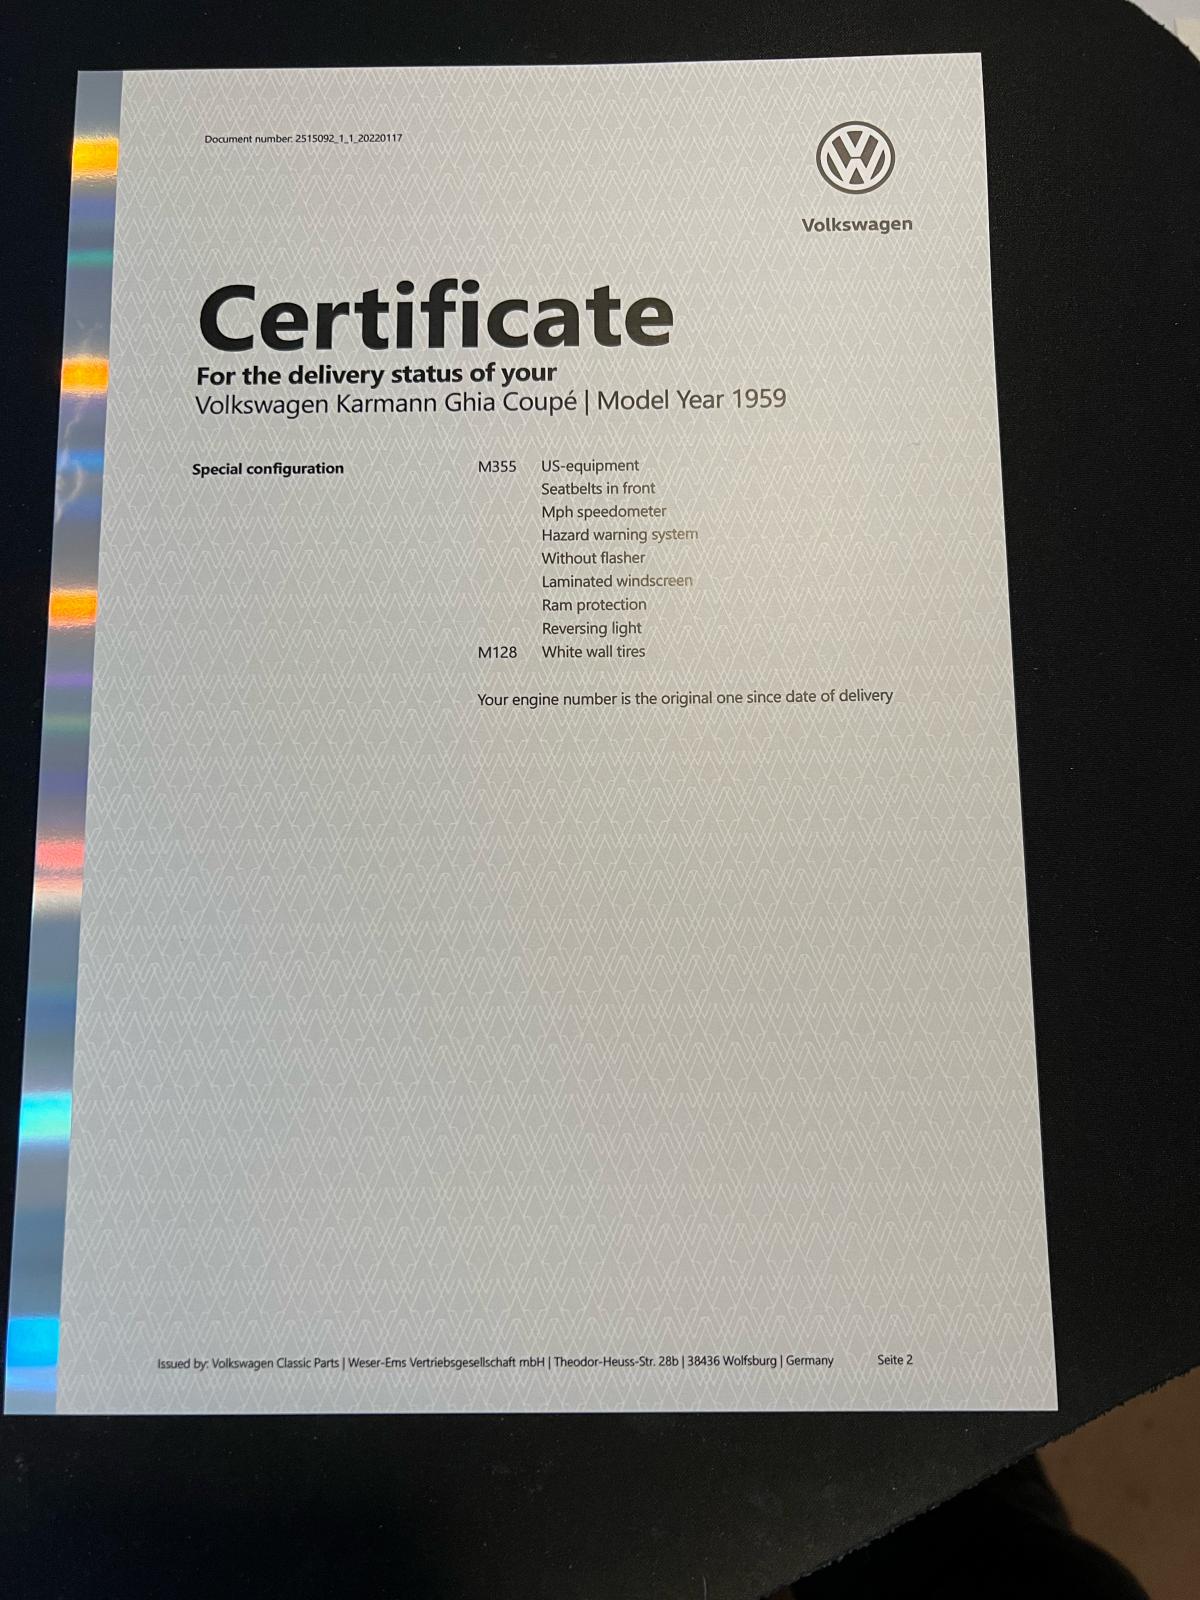 Document number: 2515092_1_1_20220117
Volkswagen
Certificate
For the delivery status of your
Volkswagen Karmann Ghia Coupé | Model Year 1959
Special configuration
M355 US-equipment
Seatbelts in front
Mph speedometer
Hazard warning system
Without flasher
Laminated windscreen
Ram protection
Reversing light
M128 White wall tires
Your engine number is the original one since date of delivery
Issued by: Volkswagen Classic Parts | Weser-Ems Vertriebsgesellschaft mbH | Theodor-Heuss-Str. 28b | 38436 Wolfsburg | Germany Seite 2